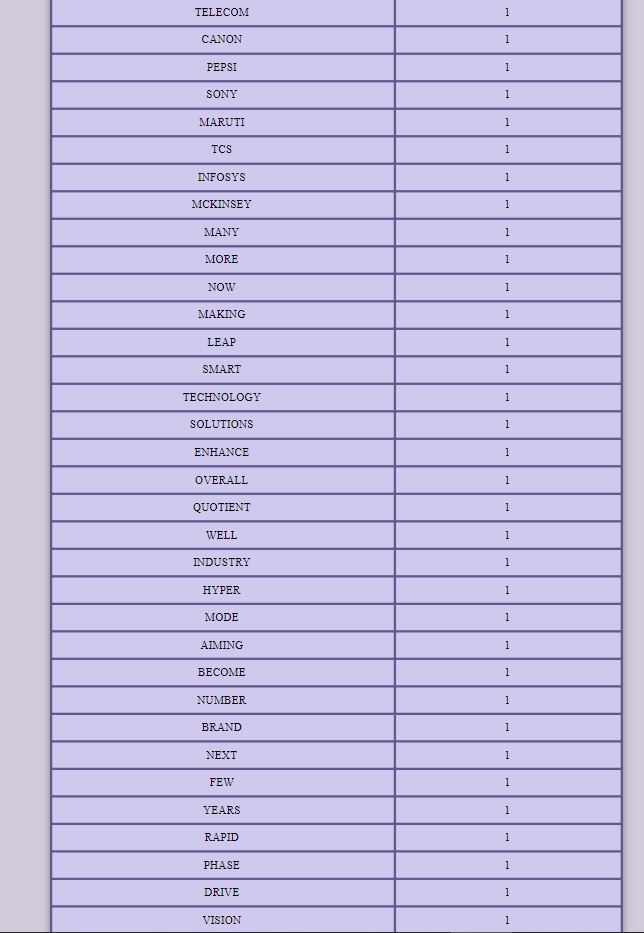 TELECOM 1
CANON 1
PEPSI 1
SONY 1
MARUTI 1
TCS 1
INFOSYS 1
MCKINSEY 1
MANY 1
MORE 1
NOW 1
MAKING 1
LEAP 1
SMART 1
TECHNOLOGY 1
SOLUTIONS 1
ENHANCE 1
OVERALL 1
QUOTIENT 1
WELL 1
INDUSTRY 1
HYPER 1
MODE 1
AIMING 1
BECOME 1
NUMBER 1
BRAND 1
NEXT 1
FEW 1
YEARS 1
RAPID 1
PHASE 1
DRIVE 1
VISION 1